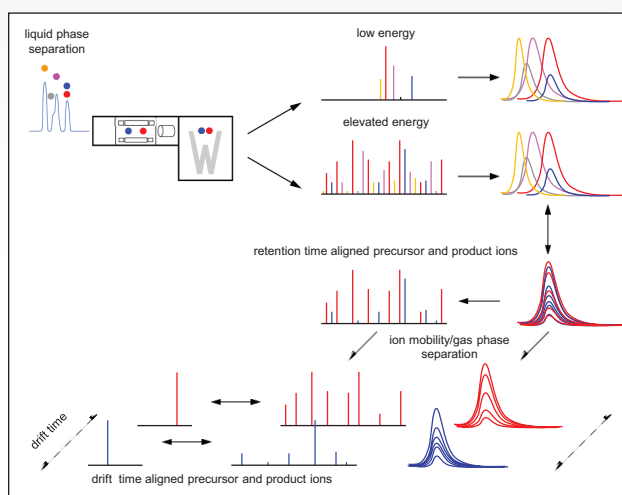 liquid phase
separation
low energy
elevated energy
W
retention time aligned precursor and product ions
ion mobility/gas phase
separation
drift time
drift time aligned precursor and product ions